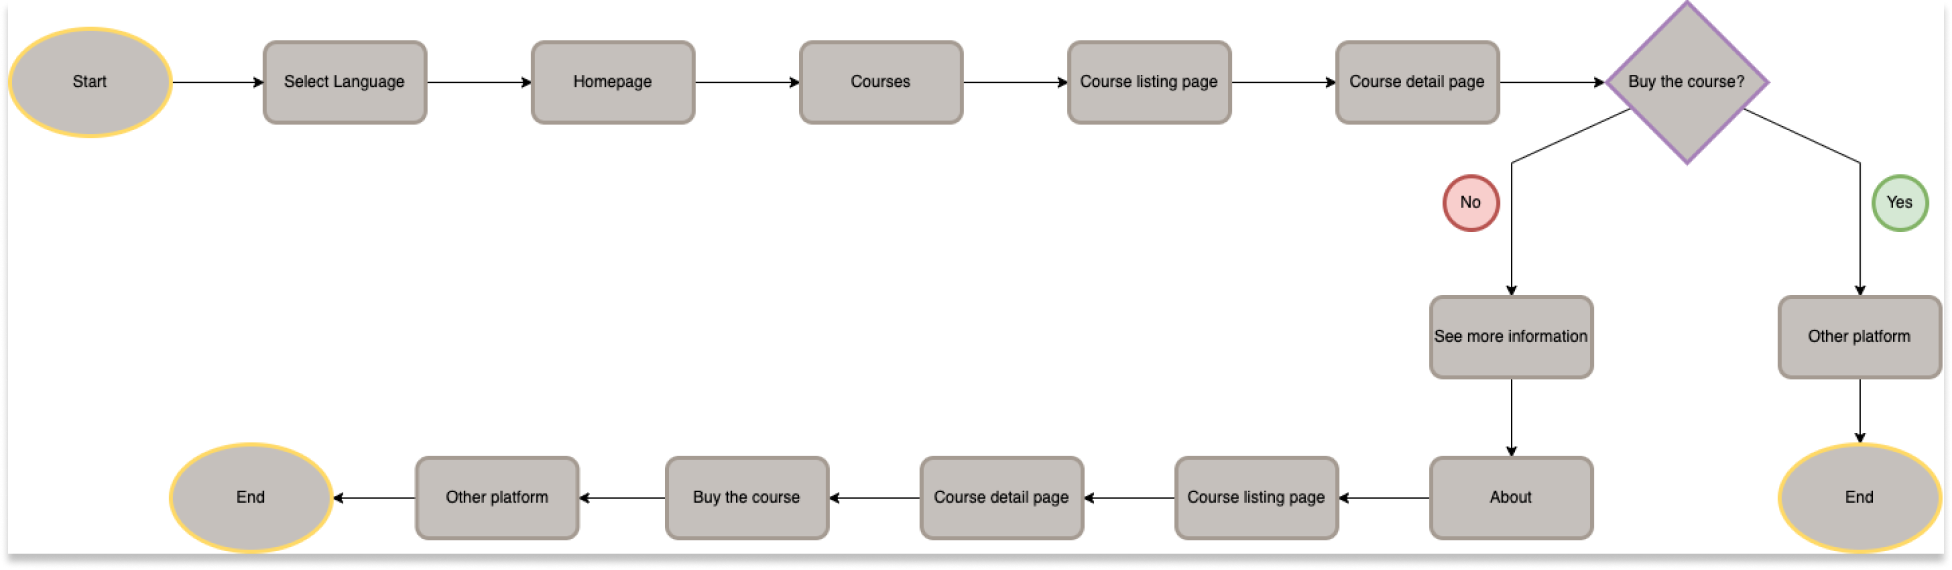 Start
Select Language
Homepage
Courses
Course listing page
Course detail page
Buy the course?
No
Yes
See more information
Other platform
End
Other platform
Buy the course
Course detail page
Course listing page
About
End